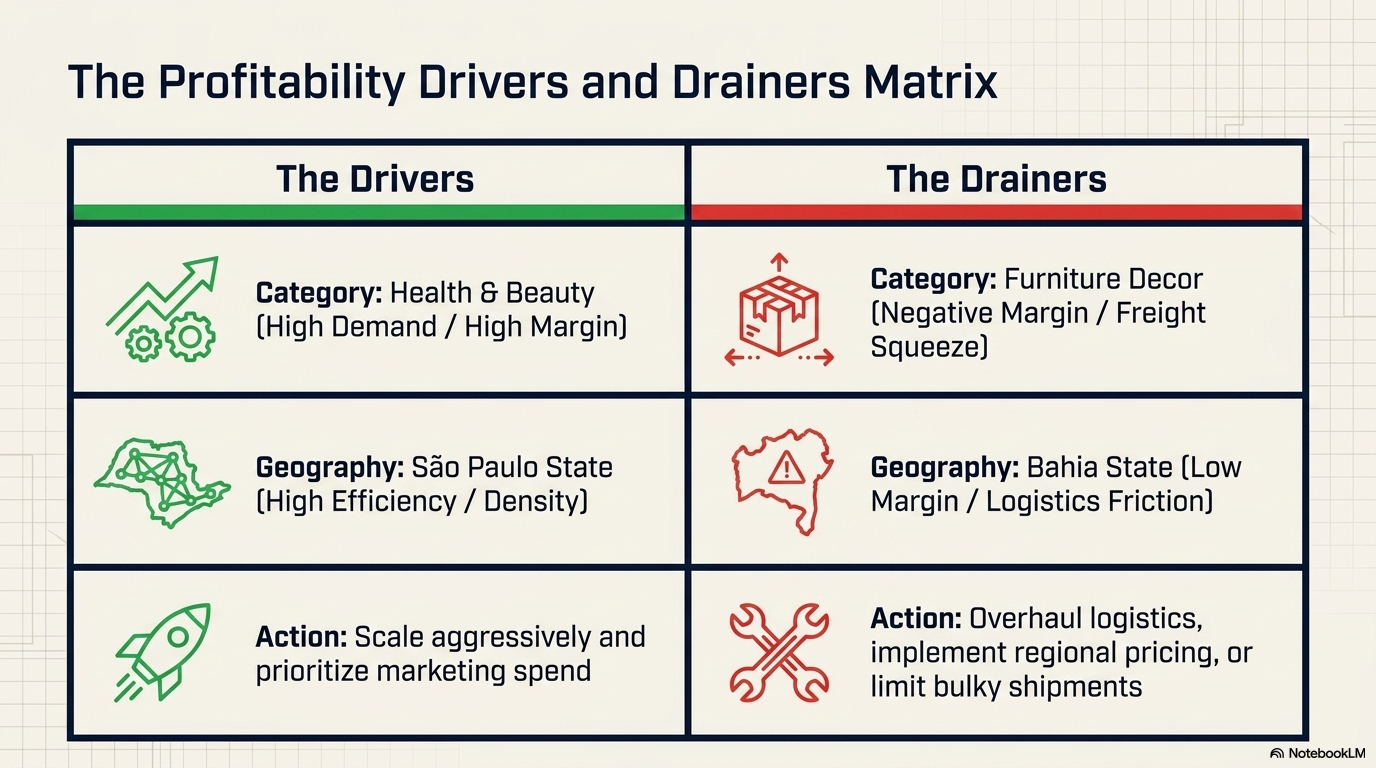 The Profitability Drivers and Drainers Matrix
The Drivers
The Drainers
Category: Health & Beauty
(High Demand / High Margin)
Category: Furniture Decor
(Negative Margin / Freight
Squeeze)
Geography: São Paulo State
(High Efficiency / Density)
Geography: Bahia State (Low
Margin / Logistics Friction)
Action: Scale aggressively and
prioritize marketing spend
Action: Overhaul logistics,
implement regional pricing, or
limit bulky shipments
NotebookLM